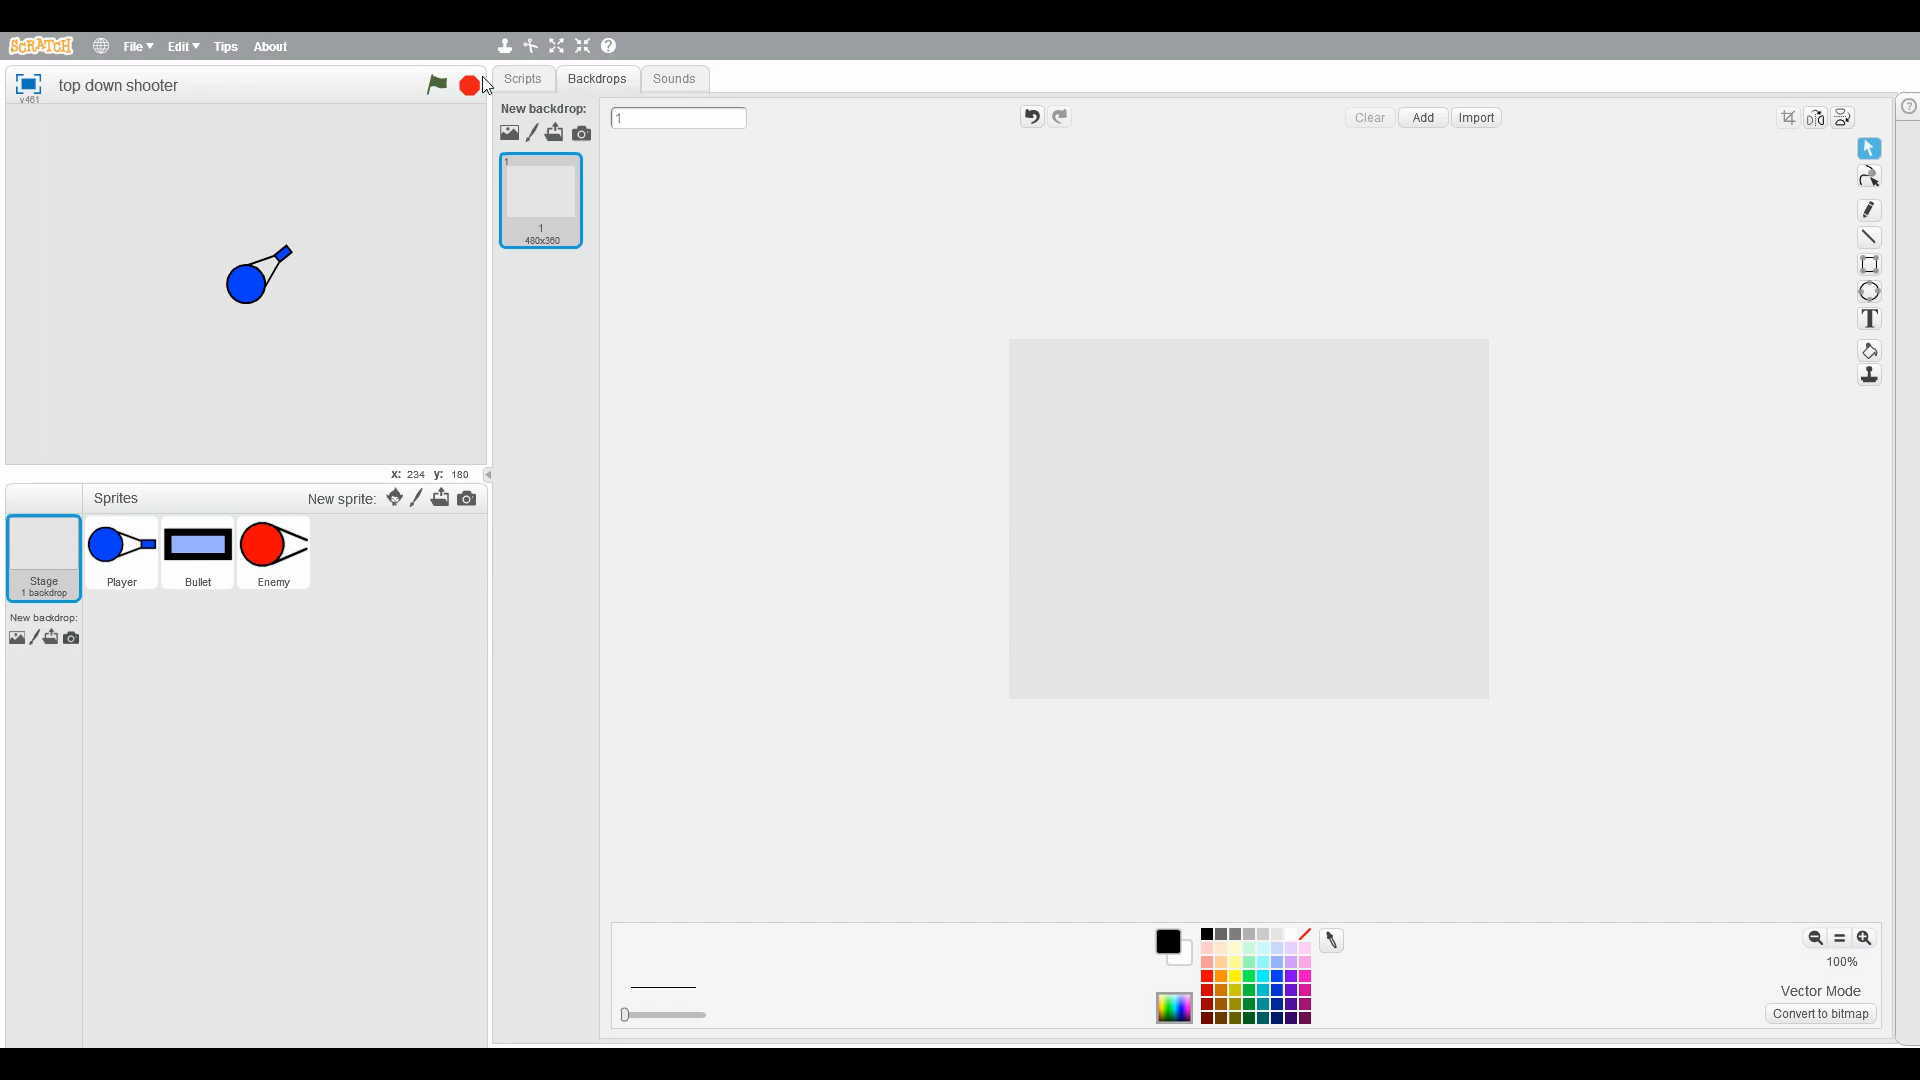 SCRATCH File Edit Tips About
v461 top down shooter
Scripts Backdrops Sounds
New backdrop:
1
Clear Add Import
1
1
480x360
T
x: 234 y: 180
Sprites New sprite:
Stage
1 backdrop
Player Bullet Enemy
New backdrop:
100%
Vector Mode
Convert to bitmap